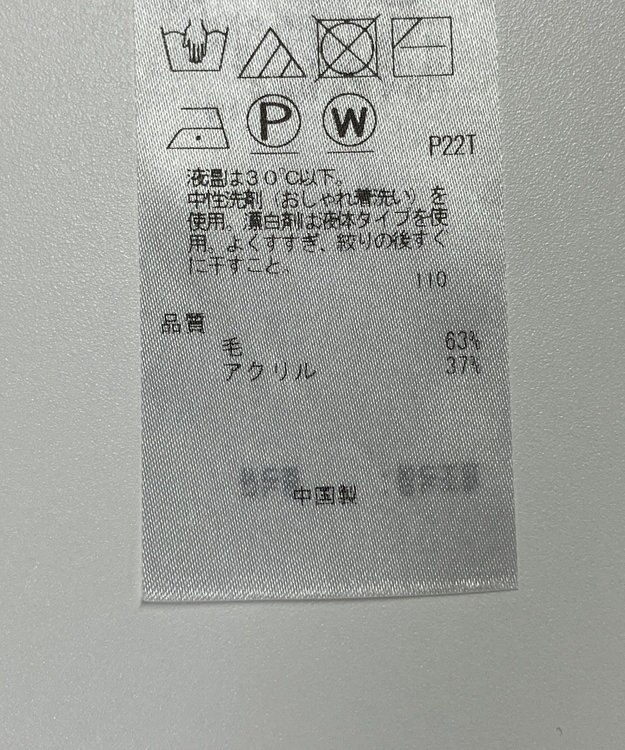 P W
P22T
液温は30℃以下。
中性洗剤（おしゃれ着洗い）を
使用。漂白剤は液体タイプを使
用。よくすすぎ、絞りの後すぐ
に干すこと。
110
品質
毛 63%
アクリル 37%
中国製